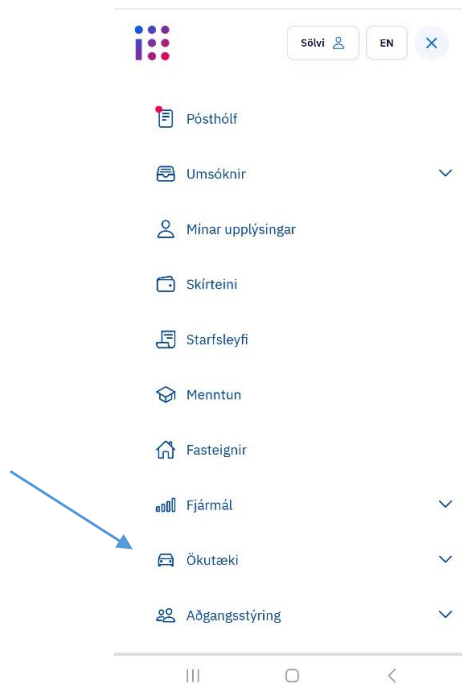 Sölvi
EN
Pósthólf
Umsóknir
Mínar upplýsingar
Skírteini
Starfsleyfi
Menntun
Fasteignir
Fjármál
Ökutæki
Aðgangsstýring